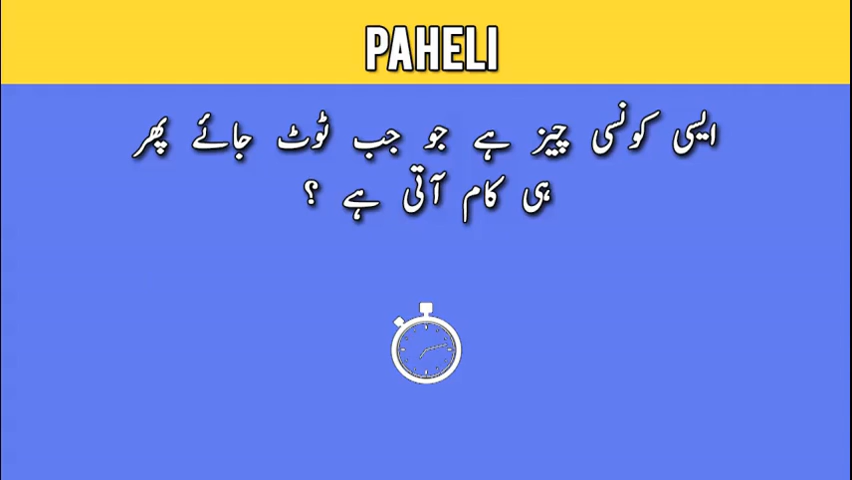 PAHELI
ایسی کونسی چیز ہے جو جب ٹوٹ جائے پھر
ہی کام آتی ہے ؟